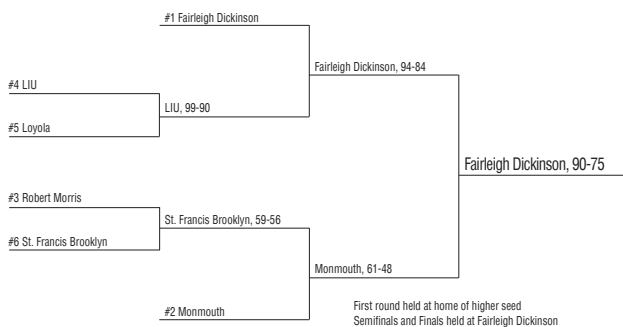 #1 Fairleigh Dickinson
Fairleigh Dickinson, 94-84
#4 LIU
LIU, 99-90
#5 Loyola
Fairleigh Dickinson, 90-75
#3 Robert Morris
St. Francis Brooklyn, 59-56
#6 St. Francis Brooklyn
Monmouth, 61-48
#2 Monmouth
First round held at home of higher seed
Semifinals and Finals held at Fairleigh Dickinson